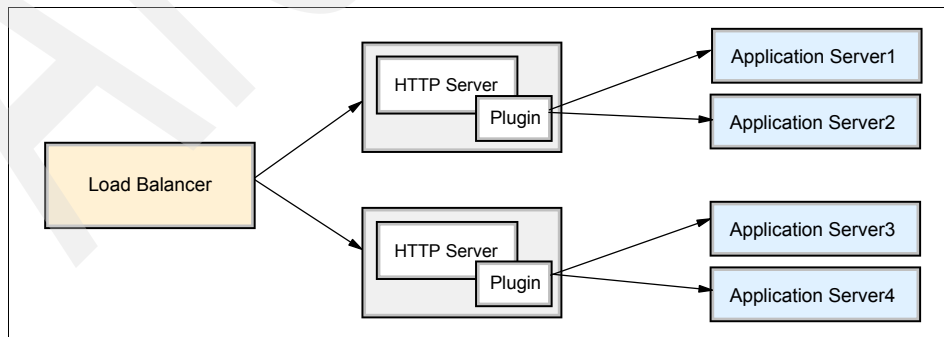 HTTP Server
Plugin
Application Server1
Application Server2
Load Balancer
HTTP Server
Plugin
Application Server3
Application Server4